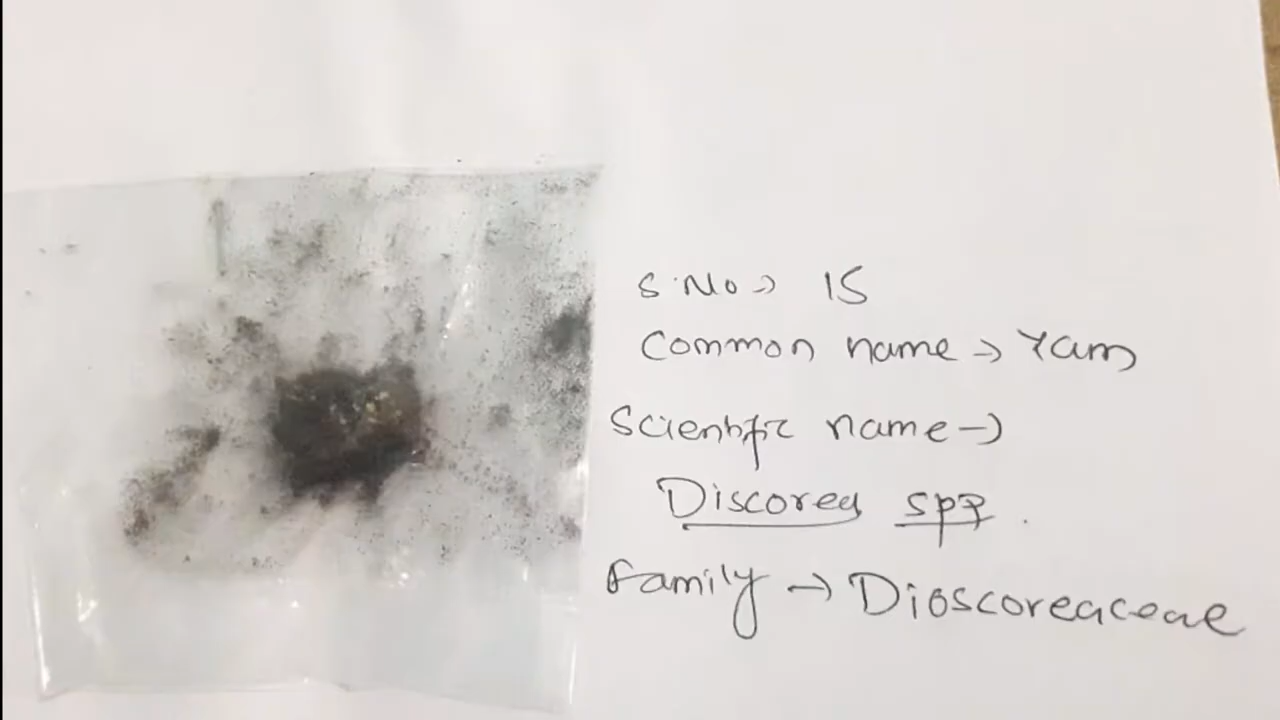 S.No → 15
Common name → Yam
Scientific name →
Discorea spp.
Family → Dioscoreaceae